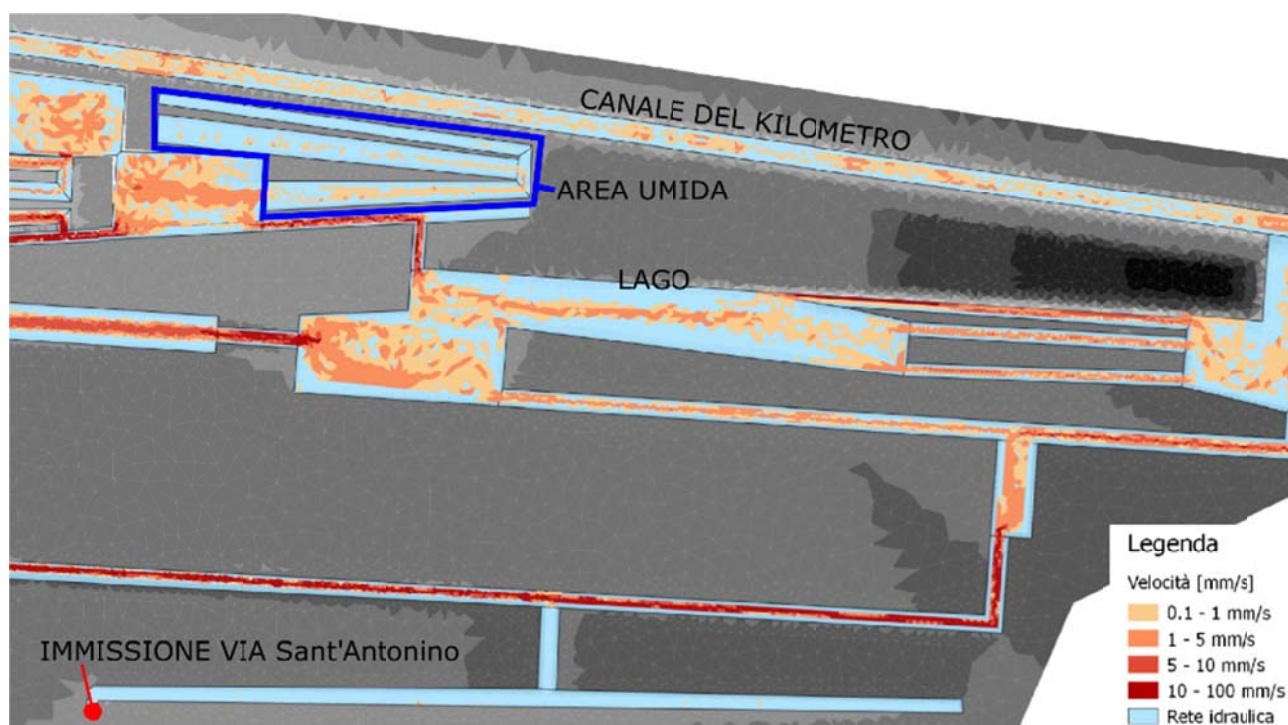 CANALE DEL KILOMETRO
AREA UMIDA
LAGO
IMMISSIONE VIA Sant'Antonino
Legenda
Velocità [mm/s]
0.1 - 1 mm/s
1 - 5 mm/s
5 - 10 mm/s
10 - 100 mm/s
Rete idraulica